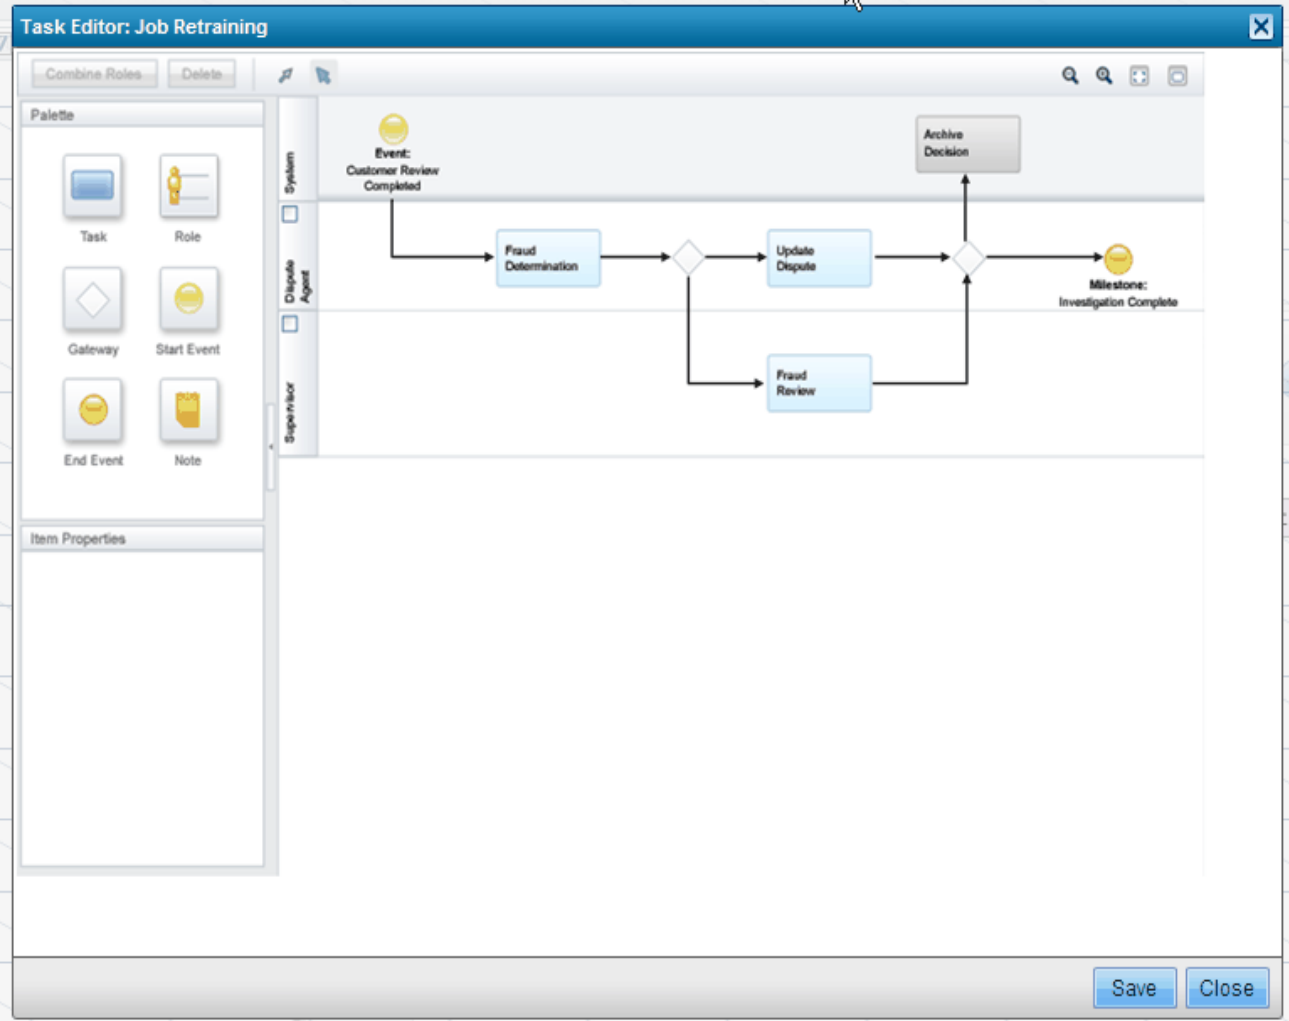 Task Editor: Job Retraining
Combine Roles
Delete
Palette
Task
Role
Gateway
Start Event
End Event
Note
Item Properties
System
Event:
Customer Review
Completed
Archive
Decision
Dispute
Agent
Fraud
Determination
Update
Dispute
Milestone:
Investigation Complete
Supervisor
Fraud
Review
Save
Close